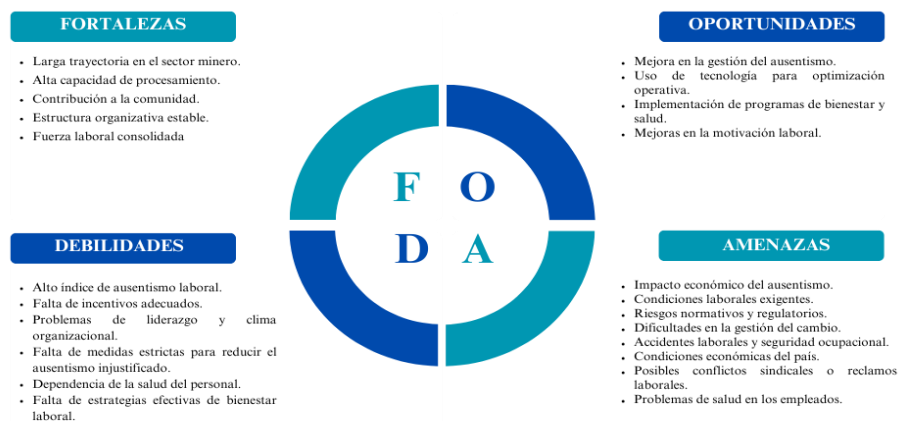 FORTALEZAS
• Larga trayectoria en el sector minero.
• Alta capacidad de procesamiento.
• Contribución a la comunidad.
• Estructura organizativa estable.
• Fuerza laboral consolidada
OPORTUNIDADES
• Mejora en la gestión del ausentismo.
• Uso de tecnología para optimización
operativa.
• Implementación de programas de bienestar y
salud.
• Mejoras en la motivación laboral.
F O
D A
DEBILIDADES
• Alto índice de ausentismo laboral.
• Falta de incentivos adecuados.
• Problemas de liderazgo y clima
organizacional.
• Falta de medidas estrictas para reducir el
ausentismo injustificado.
• Dependencia de la salud del personal.
• Falta de estrategias efectivas de bienestar
laboral.
AMENAZAS
• Impacto económico del ausentismo.
• Condiciones laborales exigentes.
• Riesgos normativos y regulatorios.
• Dificultades en la gestión del cambio.
• Accidentes laborales y seguridad ocupacional.
• Condiciones económicas del país.
• Posibles conflictos sindicales o reclamos
laborales.
• Problemas de salud en los empleados.